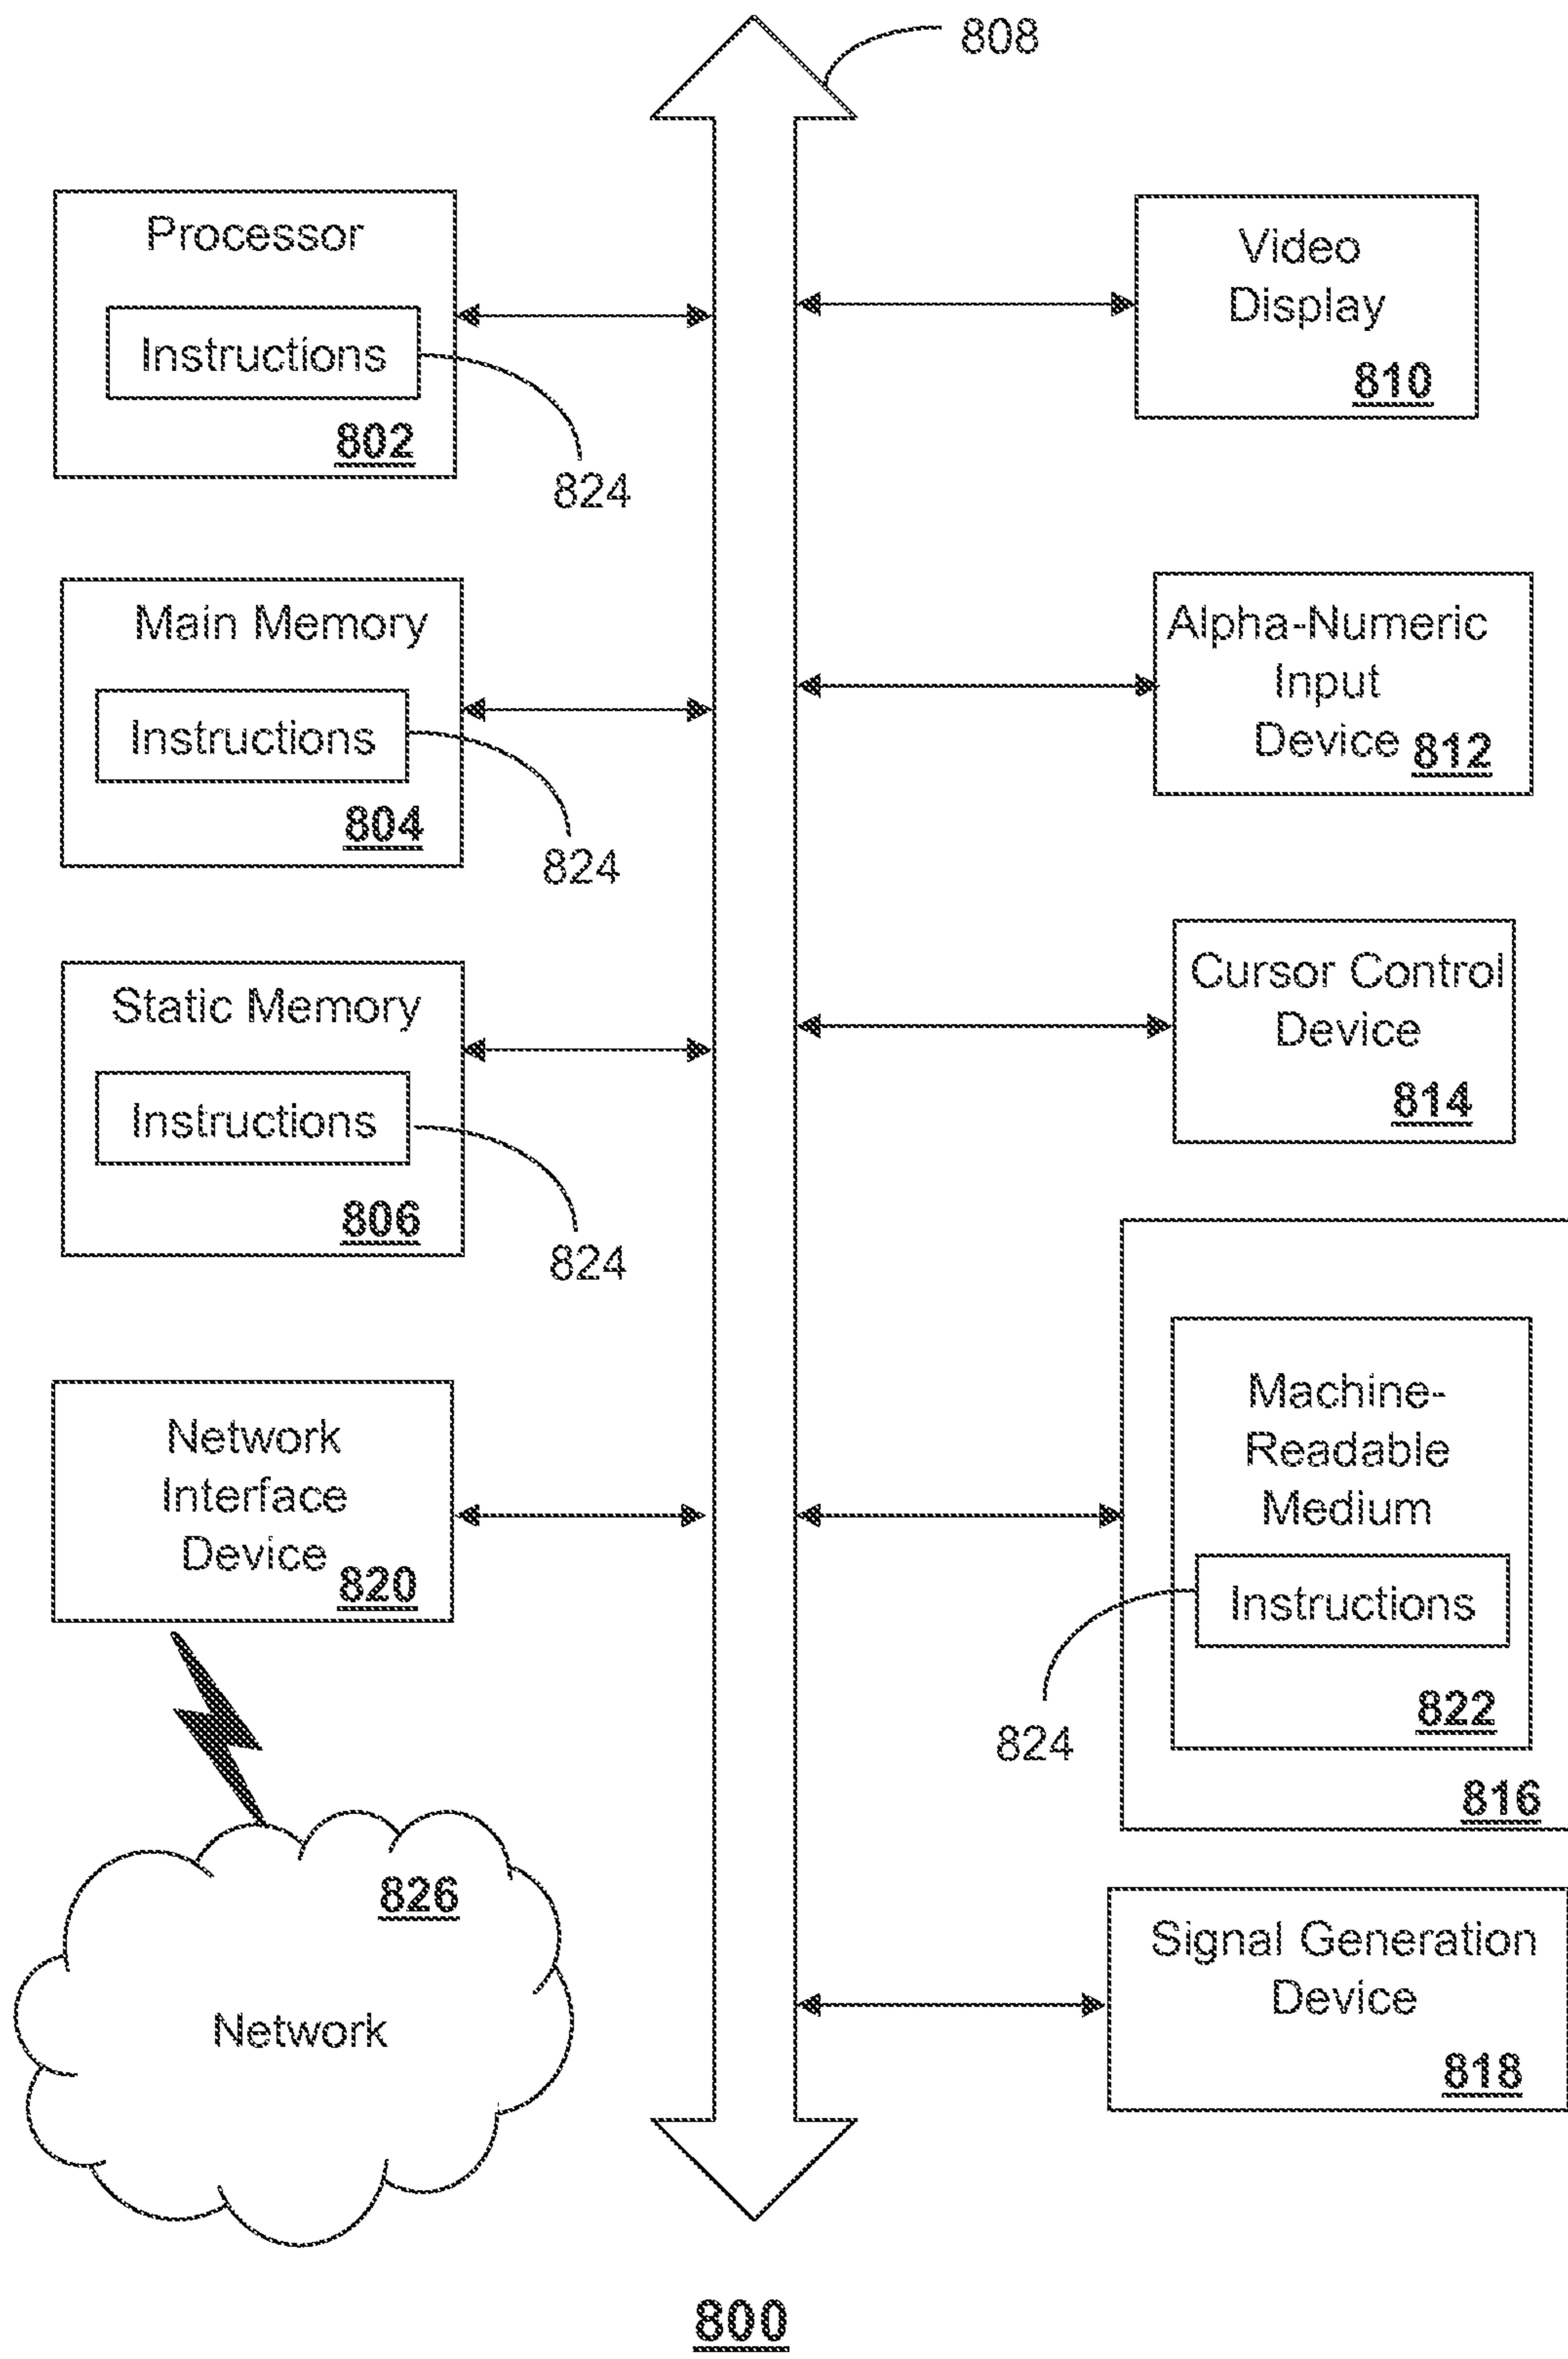 808
Processor
Instructions
802
824
Video
Display
810
Main Memory
Instructions
804
824
Alpha-Numeric
Input
Device 812
Static Memory
Instructions
806
824
Cursor Control
Device
814
Network
Interface
Device
820
Machine-
Readable
Medium
Instructions
822
824
816
826
Network
Signal Generation
Device
818
800